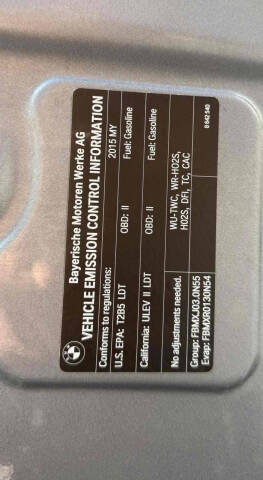 Bayerische Motoren Werke AG
VEHICLE EMISSION CONTROL INFORMATION
Conforms to regulations: 2015 MY
U.S. EPA: T2B5 LDT OBD: II Fuel: Gasoline
California: ULEV II LDT OBD: II Fuel: Gasoline
No adjustments needed. WU-TWC, WR-HO2S,
HO2S, DFI, TC, CAC
Group: FBMXJ03.0N55
Evap: FBMXR0130N54
8 642 540
BMW